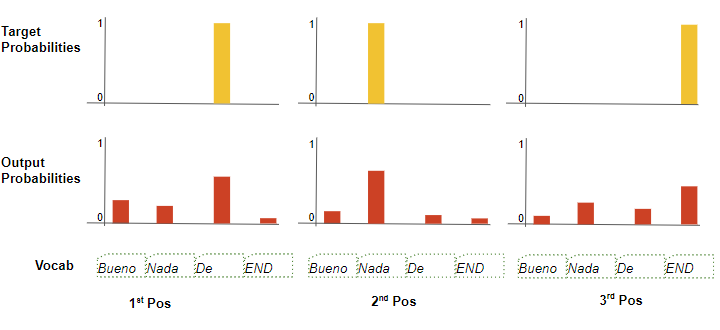 Target
Probabilities
1
0
1
0
1
0
Output
Probabilities
1
0
1
0
1
0
Vocab
Bueno Nada De END
Bueno Nada De END
Bueno Nada De END
1st Pos
2nd Pos
3rd Pos